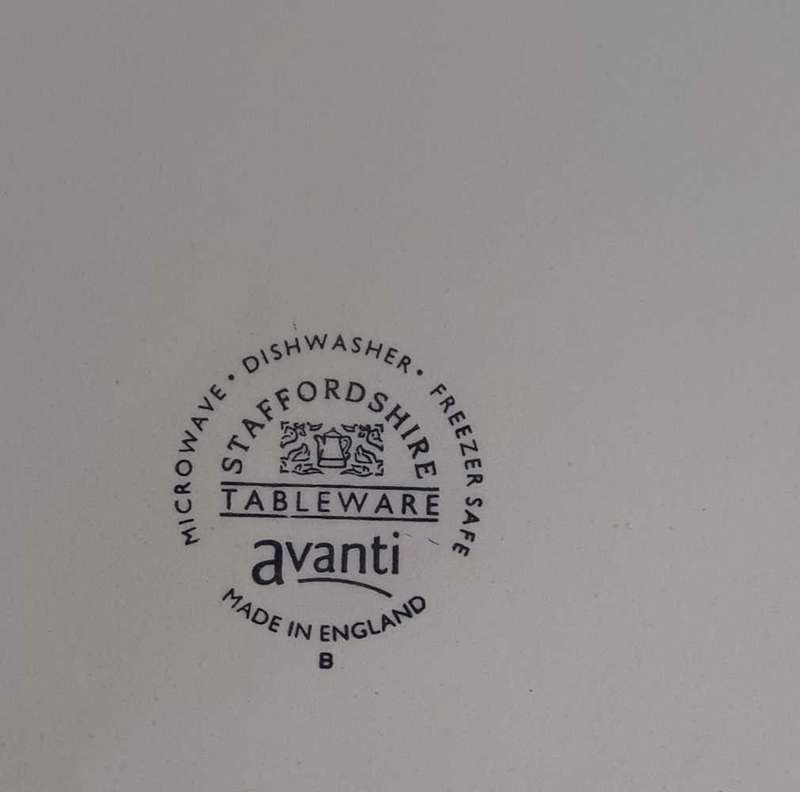 MICROWAVE • DISHWASHER • FREEZER SAFE
STAFFORDSHIRE
TABLEWARE
avanti
MADE IN ENGLAND
B